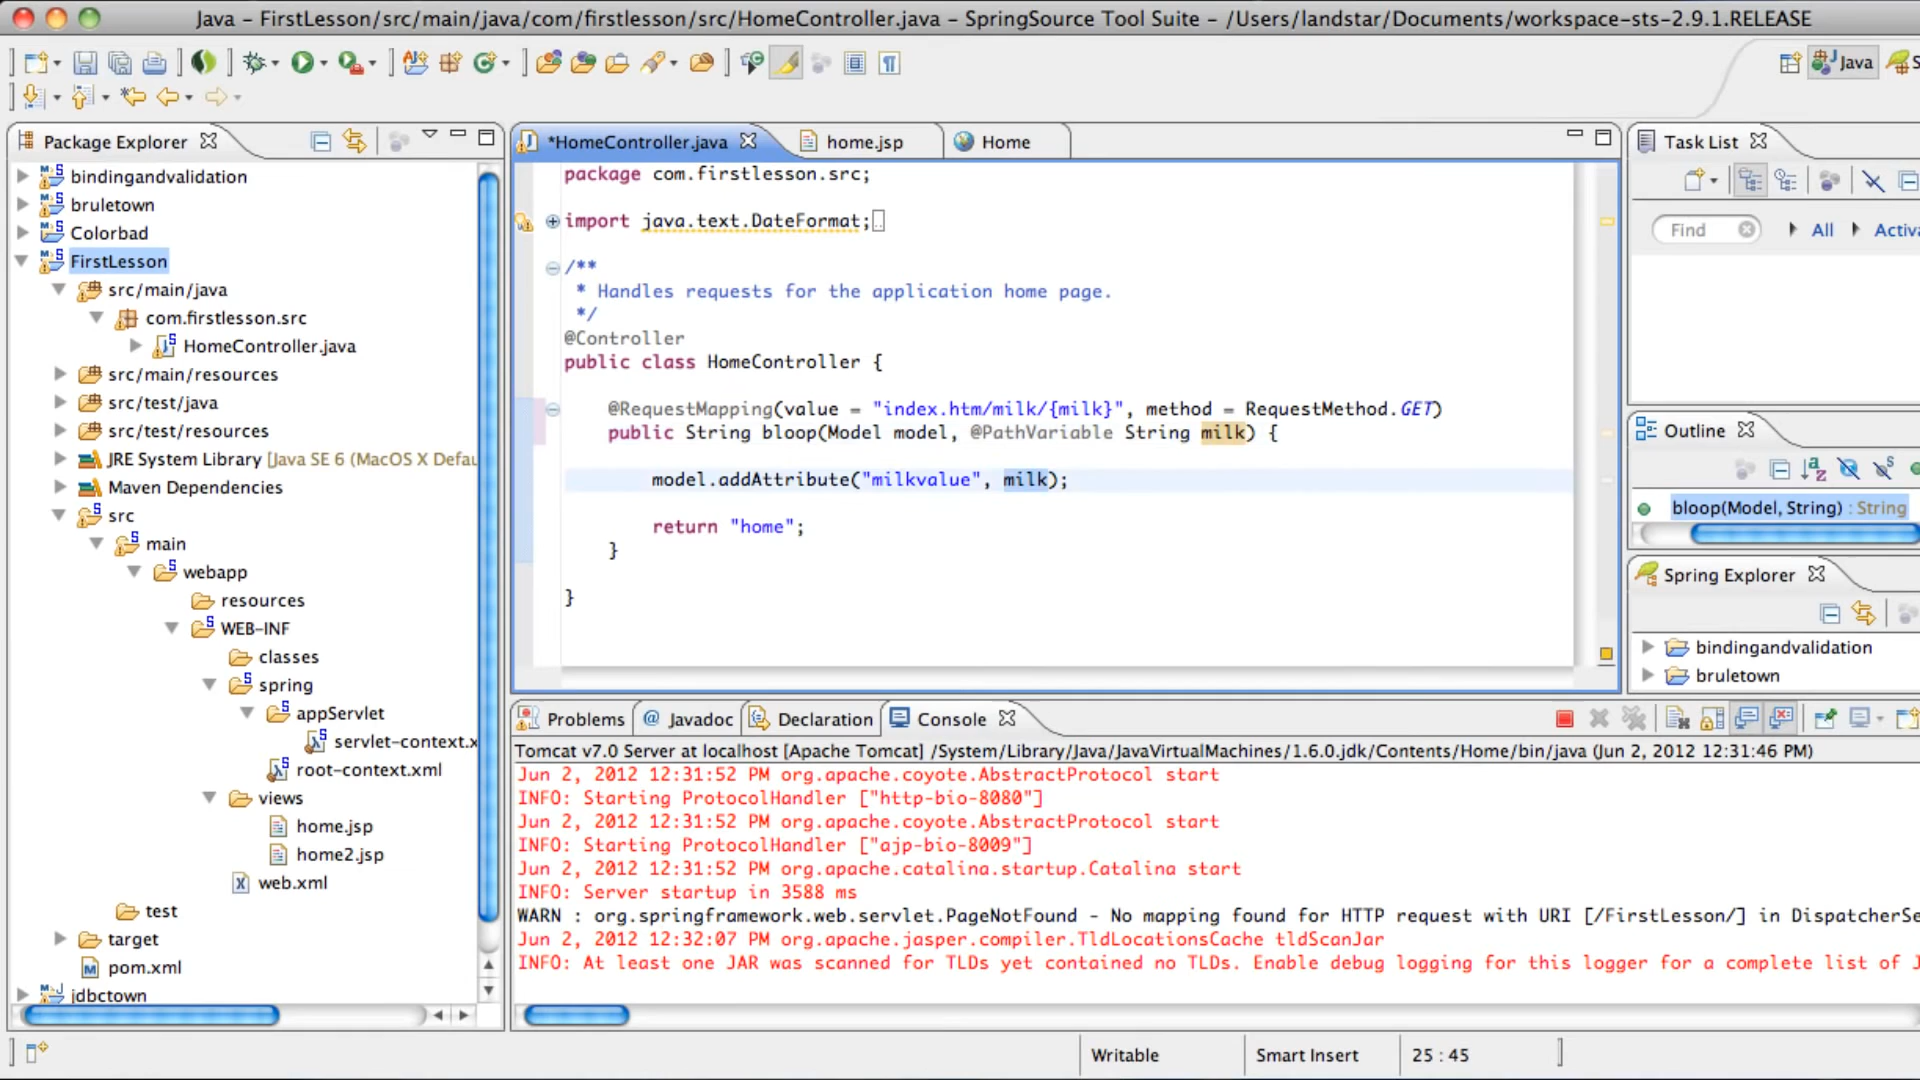 Java – FirstLesson/src/main/java/com/firstlesson/src/HomeController.java – SpringSource Tool Suite – /Users/landstar/Documents/workspace-sts-2.9.1.RELEASE
Java
Package Explorer
bindingandvalidation
bruletown
Colorbad
FirstLesson
src/main/java
com.firstlesson.src
HomeController.java
src/main/resources
src/test/java
src/test/resources
JRE System Library [Java SE 6 (MacOS X Defau
Maven Dependencies
src
main
webapp
resources
WEB-INF
classes
spring
appServlet
servlet-context.x
root-context.xml
views
home.jsp
home2.jsp
web.xml
test
target
pom.xml
jdbctown
*HomeController.java
home.jsp
Home
package com.firstlesson.src;
import java.text.DateFormat;
/**
* Handles requests for the application home page.
*/
@Controller
public class HomeController {
@RequestMapping(value = "index.htm/milk/{milk}", method = RequestMethod.GET)
public String bloop(Model model, @PathVariable String milk) {
model.addAttribute("milkvalue", milk);
return "home";
}
}
Task List
Find
All
Activa
Outline
bloop(Model, String) : String
Spring Explorer
bindingandvalidation
bruletown
Problems
@ Javadoc
Declaration
Console
Tomcat v7.0 Server at localhost [Apache Tomcat] /System/Library/Java/JavaVirtualMachines/1.6.0.jdk/Contents/Home/bin/java (Jun 2, 2012 12:31:46 PM)
Jun 2, 2012 12:31:52 PM org.apache.coyote.AbstractProtocol start
INFO: Starting ProtocolHandler ["http-bio-8080"]
Jun 2, 2012 12:31:52 PM org.apache.coyote.AbstractProtocol start
INFO: Starting ProtocolHandler ["ajp-bio-8009"]
Jun 2, 2012 12:31:52 PM org.apache.catalina.startup.Catalina start
INFO: Server startup in 3588 ms
WARN : org.springframework.web.servlet.PageNotFound - No mapping found for HTTP request with URI [/FirstLesson/] in DispatcherSe
Jun 2, 2012 12:32:07 PM org.apache.jasper.compiler.TldLocationsCache tldScanJar
INFO: At least one JAR was scanned for TLDs yet contained no TLDs. Enable debug logging for this logger for a complete list of J
Writable
Smart Insert
25 : 45